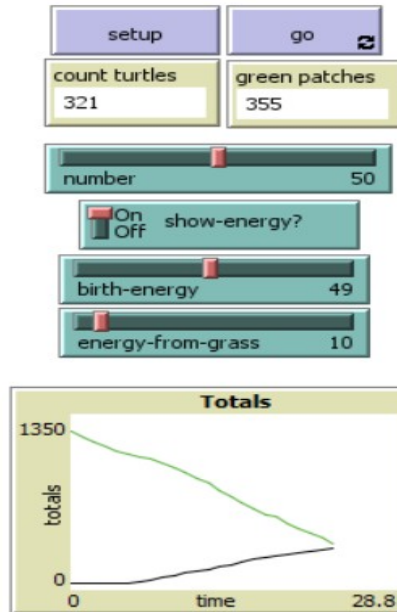 setup go
count turtles green patches
321 355
number 50
On
Off show-energy?
birth-energy 49
energy-from-grass 10
Totals
1350
totals
0
0 time 28.8